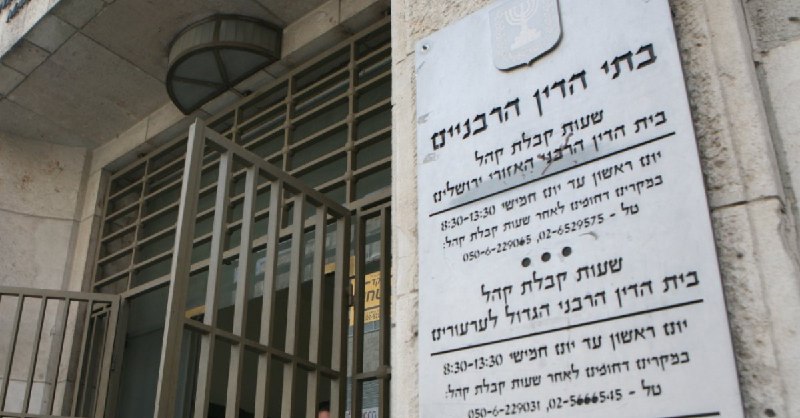 בתי הדין הרבניים
שעות קבלת קהל
בית הדין הרבני האזורי ירושלים
יום ראשון עד יום חמישי 8:30-13:30
במקרים דחופים לאחר שעות קבלת קהל:
טל - 02-6529575, 050-6-229065
שעות קבלת קהל
בית הדין הרבני הגדול לערעורים
יום ראשון עד יום חמישי 8:30-13:30
במקרים דחופים לאחר שעות קבלת קהל:
טל - 02-5666545, 050-6-229031